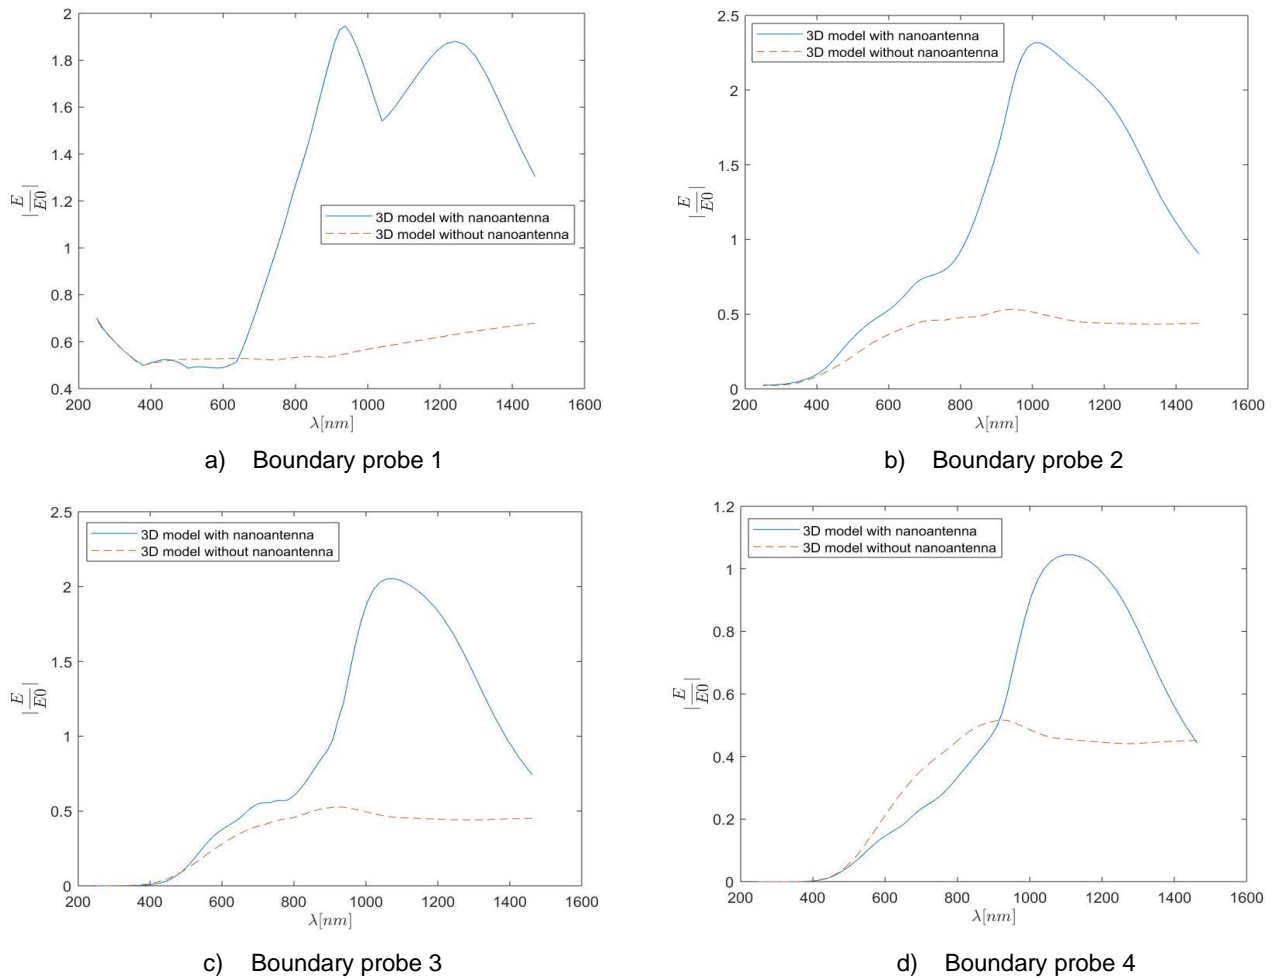 2
1.8
1.6
1.4
1.2
1
0.8
0.6
0.4
200 400 600 800 1000 1200 1400 1600
|E/E0|
λ[nm]
3D model with nanoantenna
3D model without nanoantenna
a) Boundary probe 1
2.5
2
1.5
1
0.5
0
200 400 600 800 1000 1200 1400 1600
|E/E0|
λ[nm]
3D model with nanoantenna
3D model without nanoantenna
b) Boundary probe 2
2.5
2
1.5
1
0.5
0
200 400 600 800 1000 1200 1400 1600
|E/E0|
λ[nm]
3D model with nanoantenna
3D model without nanoantenna
c) Boundary probe 3
1.2
1
0.8
0.6
0.4
0.2
0
200 400 600 800 1000 1200 1400 1600
|E/E0|
λ[nm]
3D model with nanoantenna
3D model without nanoantenna
d) Boundary probe 4